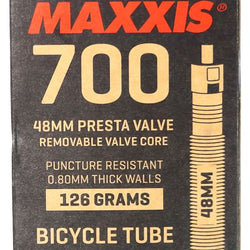 MAXXIS®
700
48MM PRESTA VALVE
REMOVABLE VALVE CORE
PUNCTURE RESISTANT
0.80MM THICK WALLS
126 GRAMS
48MM
BICYCLE TUBE